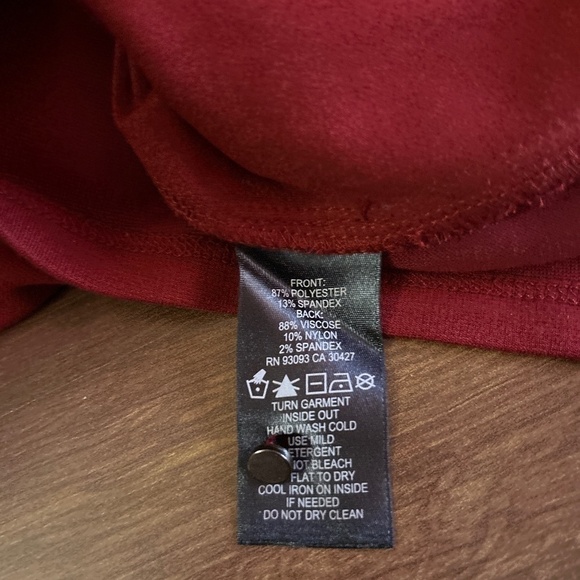 FRONT:
87% POLYESTER
13% SPANDEX
BACK:
88% VISCOSE
10% NYLON
2% SPANDEX
RN 93093 CA 30427
TURN GARMENT
INSIDE OUT
HAND WASH COLD
USE MILD
ETERGENT
OT BLEACH
FLAT TO DRY
COOL IRON ON INSIDE
IF NEEDED
DO NOT DRY CLEAN